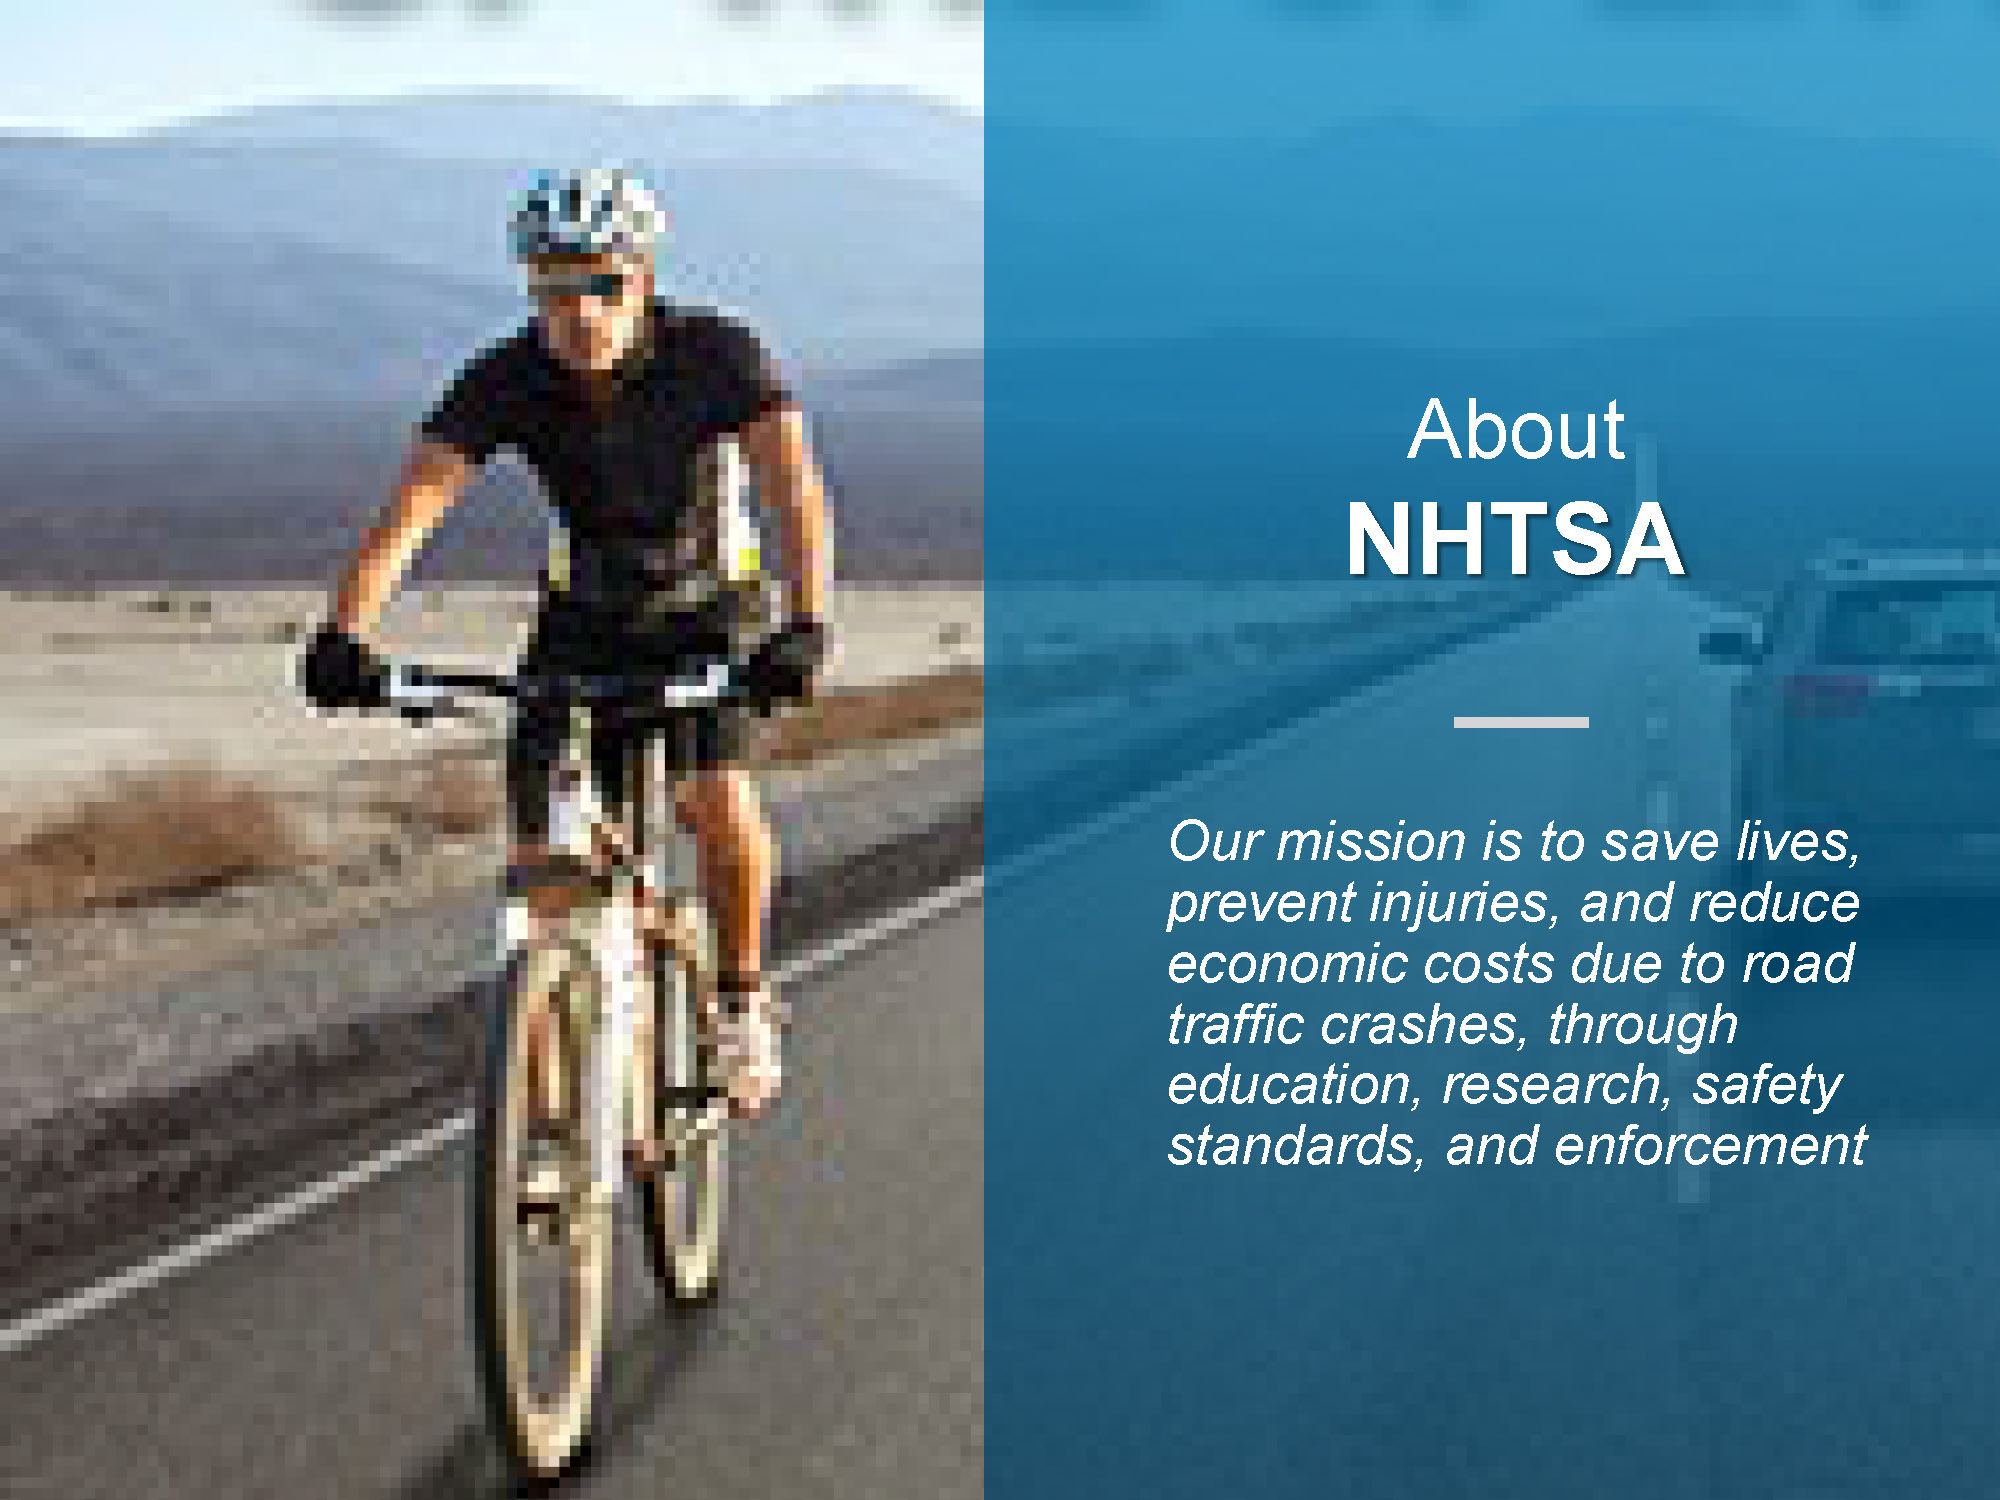 About
NHTSA
Our mission is to save lives,
prevent injuries, and reduce
economic costs due to road
traffic crashes, through
education, research, safety
standards, and enforcement